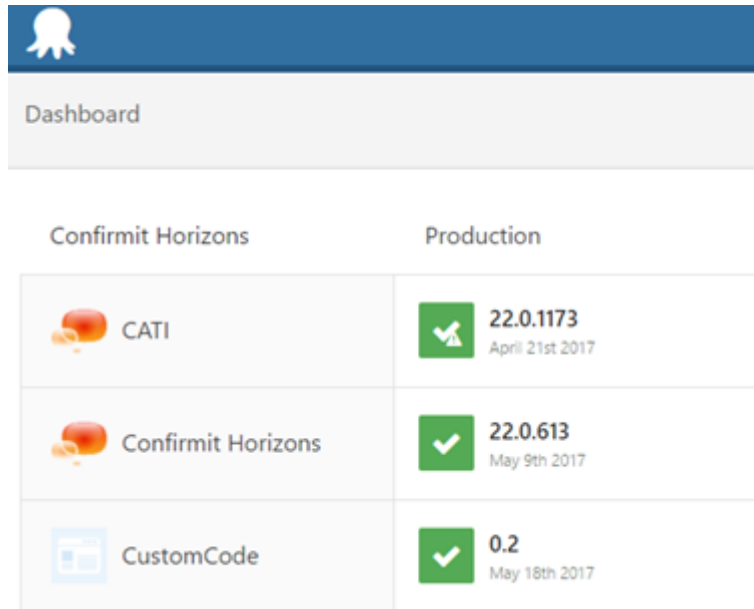 Dashboard
Confirmit Horizons Production
CATI 22.0.1173
April 21st 2017
Confirmit Horizons 22.0.613
May 9th 2017
CustomCode 0.2
May 18th 2017